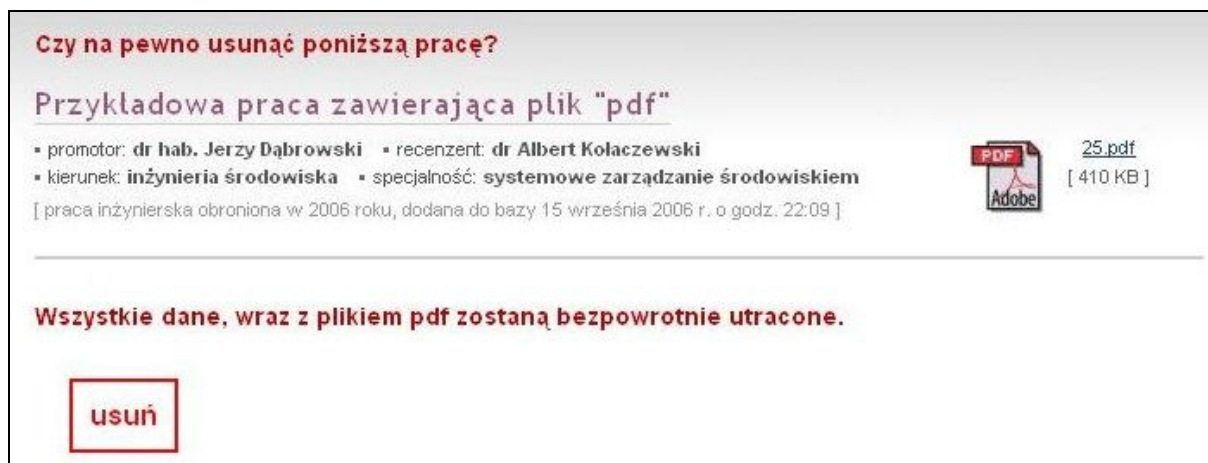 Czy na pewno usunąć poniższą pracę?
Przykładowa praca zawierająca plik "pdf"
▪ promotor: dr hab. Jerzy Dąbrowski ▪ recenzent: dr Albert Kołaczewski
▪ kierunek: inżynieria środowiska ▪ specjalność: systemowe zarządzanie środowiskiem
[ praca inżynierska obroniona w 2006 roku, dodana do bazy 15 września 2006 r. o godz. 22:09 ]
PDF
Adobe
25.pdf
[ 410 KB ]
Wszystkie dane, wraz z plikiem pdf zostaną bezpowrotnie utracone.
usuń